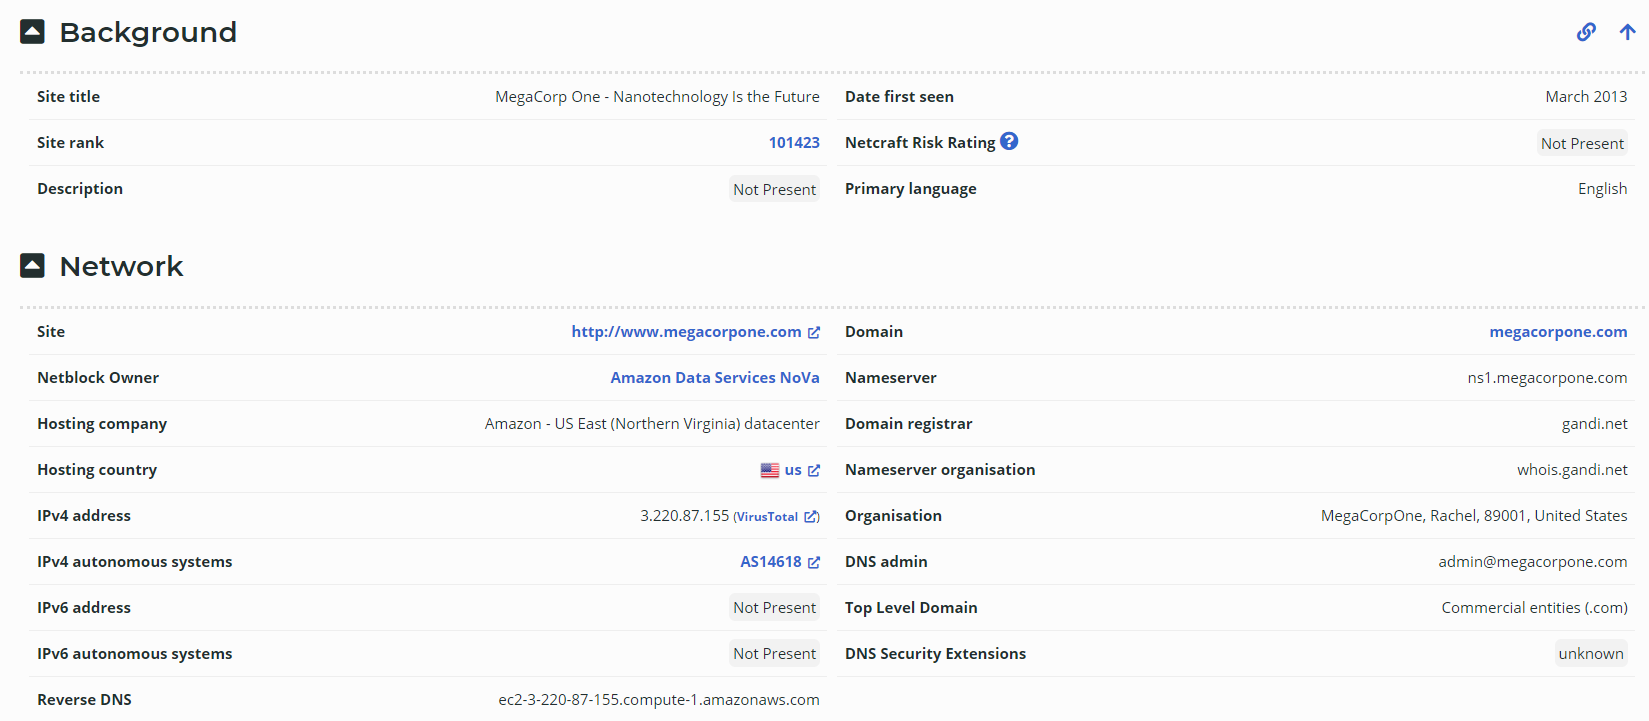 Background
Site title MegaCorp One - Nanotechnology Is the Future Date first seen March 2013
Site rank 101423 Netcraft Risk Rating ? Not Present
Description Not Present Primary language English
Network
Site http://www.megacorpone.com Domain megacorpone.com
Netblock Owner Amazon Data Services NoVa Nameserver ns1.megacorpone.com
Hosting company Amazon - US East (Northern Virginia) datacenter Domain registrar gandi.net
Hosting country us Nameserver organisation whois.gandi.net
IPv4 address 3.220.87.155 (VirusTotal) Organisation MegaCorpOne, Rachel, 89001, United States
IPv4 autonomous systems AS14618 DNS admin admin@megacorpone.com
IPv6 address Not Present Top Level Domain Commercial entities (.com)
IPv6 autonomous systems Not Present DNS Security Extensions unknown
Reverse DNS ec2-3-220-87-155.compute-1.amazonaws.com